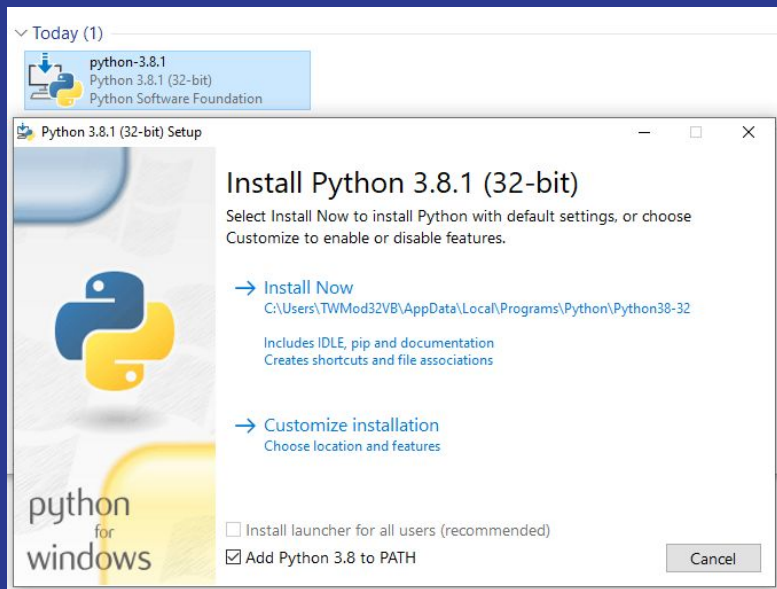 Today (1)
python-3.8.1
Python 3.8.1 (32-bit)
Python Software Foundation
Python 3.8.1 (32-bit) Setup
Install Python 3.8.1 (32-bit)
Select Install Now to install Python with default settings, or choose
Customize to enable or disable features.
Install Now
C:\Users\TWMod32VB\AppData\Local\Programs\Python\Python38-32
Includes IDLE, pip and documentation
Creates shortcuts and file associations
Customize installation
Choose location and features
python
for
windows
Install launcher for all users (recommended)
Add Python 3.8 to PATH
Cancel